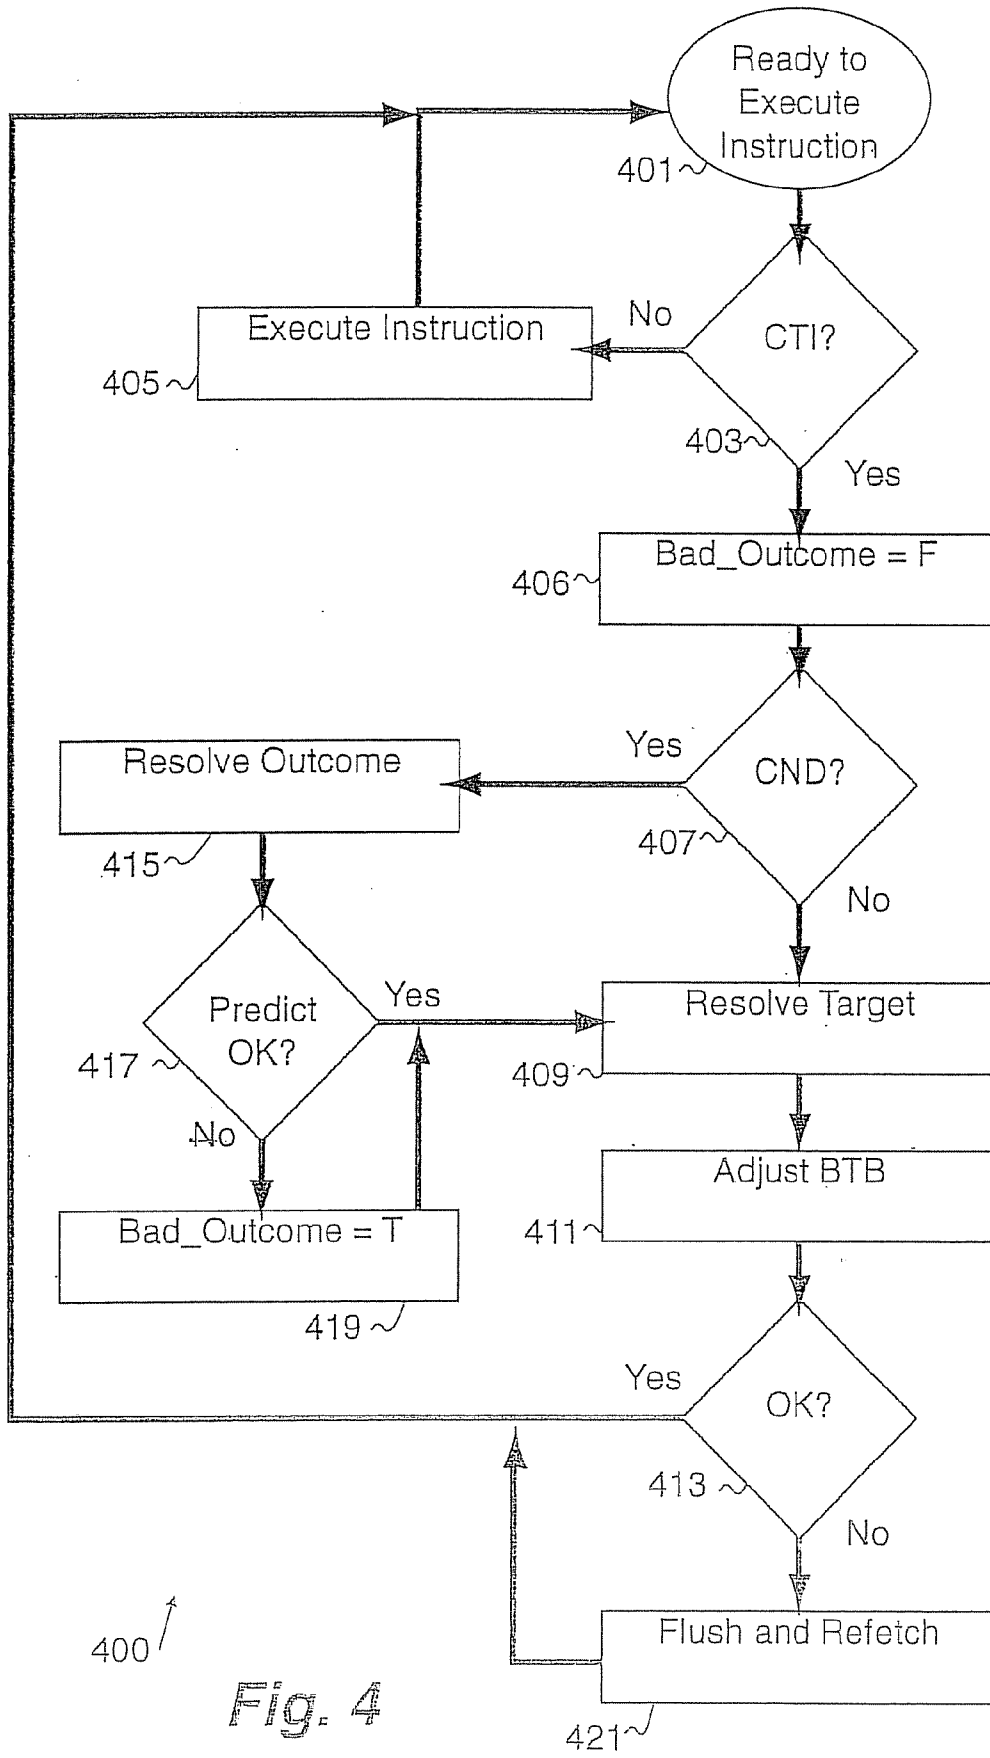 Ready to
Execute
Instruction
401
No
Execute Instruction
CTI?
405
403
Yes
Bad_Outcome = F
406
Yes
Resolve Outcome
CND?
407
415
No
Yes
Resolve Target
Predict
OK?
417
409
No
Adjust BTB
Bad_Outcome = T
411
419
Yes
OK?
413
No
Flush and Refetch
400
Fig. 4
421